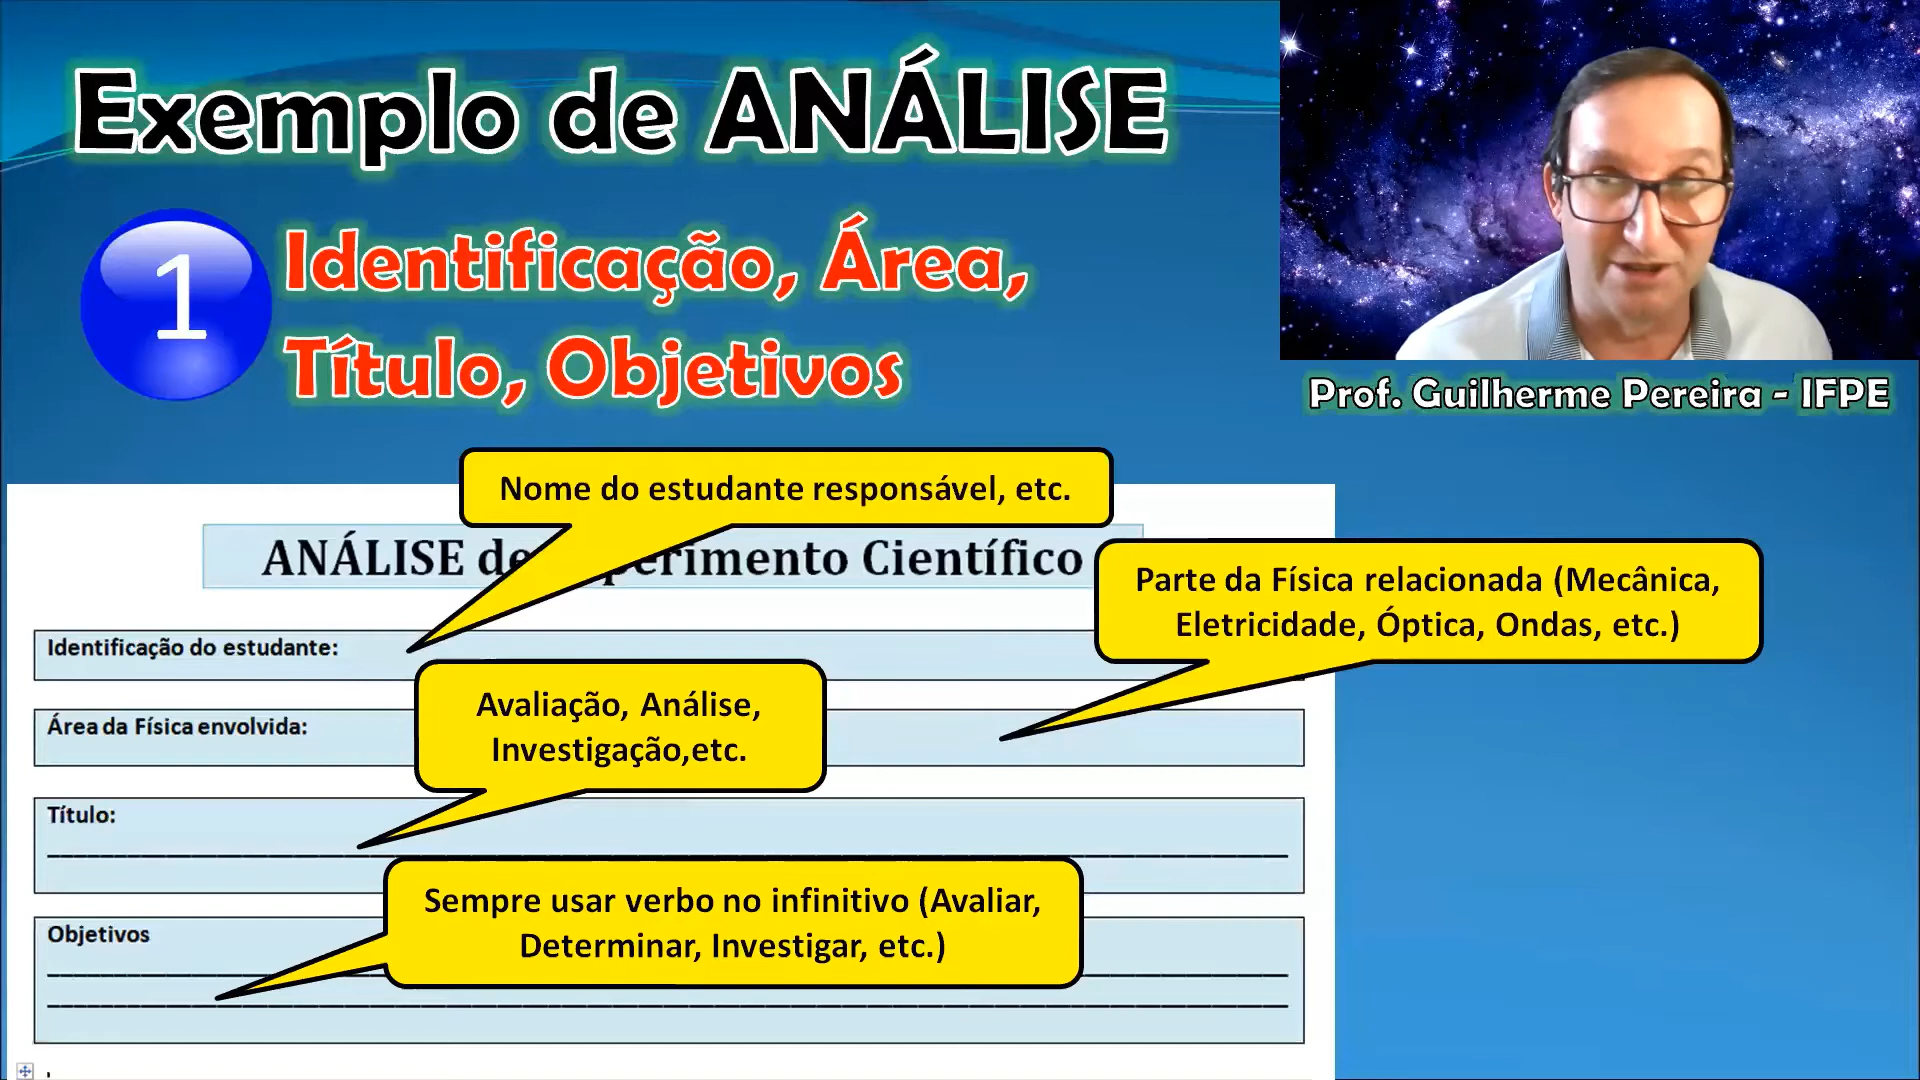 Exemplo de ANÁLISE
1
Identificação, Área,
Título, Objetivos
Prof. Guilherme Pereira - IFPE
Nome do estudante responsável, etc.
ANÁLISE de perimento Científico
Parte da Física relacionada (Mecânica,
Eletricidade, Óptica, Ondas, etc.)
Identificação do estudante:
Avaliação, Análise,
Investigação,etc.
Área da Física envolvida:
Título:
Sempre usar verbo no infinitivo (Avaliar,
Determinar, Investigar, etc.)
Objetivos